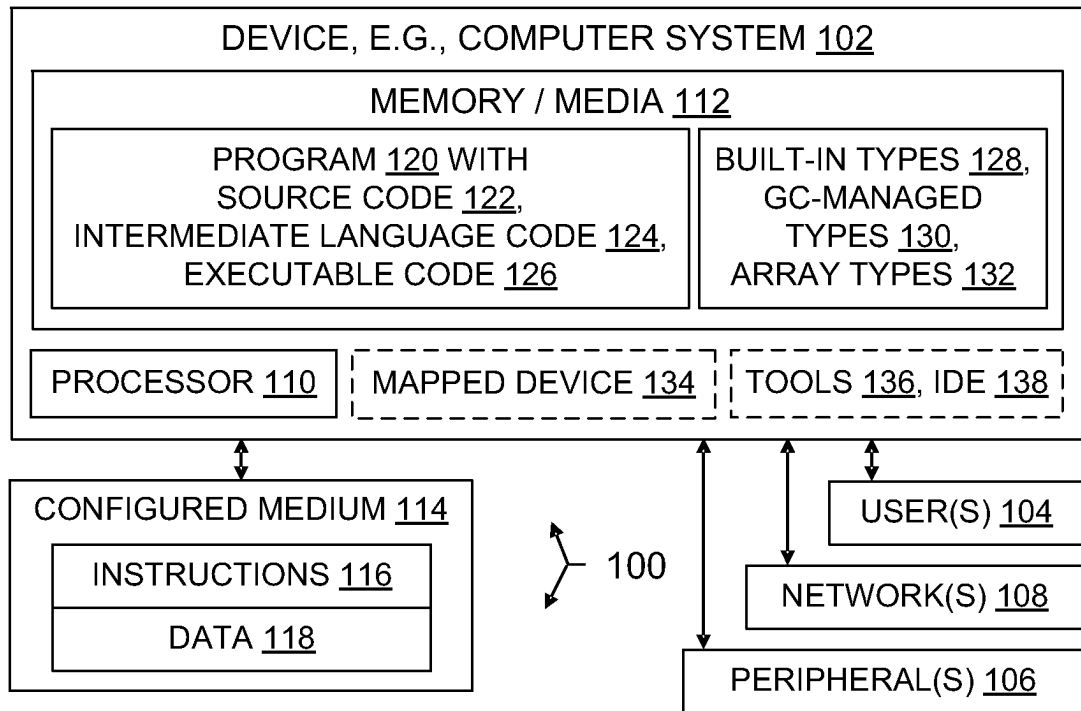 DEVICE, E.G., COMPUTER SYSTEM 102
MEMORY / MEDIA 112
PROGRAM 120 WITH
SOURCE CODE 122,
INTERMEDIATE LANGUAGE CODE 124,
EXECUTABLE CODE 126
BUILT-IN TYPES 128,
GC-MANAGED
TYPES 130,
ARRAY TYPES 132
PROCESSOR 110
MAPPED DEVICE 134
TOOLS 136, IDE 138
CONFIGURED MEDIUM 114
INSTRUCTIONS 116
DATA 118
100
USER(S) 104
NETWORK(S) 108
PERIPHERAL(S) 106